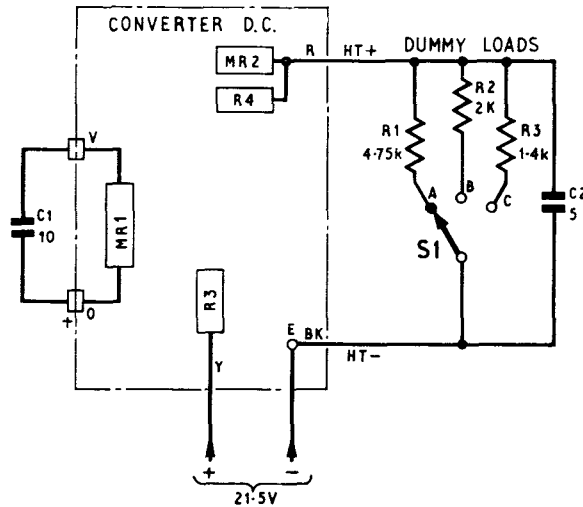 CONVERTER D.C.
MR2
R
HT+
DUMMY LOADS
R4
R1
4·75k
R2
2K
R3
1·4k
V
C1
10
MR1
+
O
A
B
C
S1
C2
5
R3
Y
E
BK
HT-
+
-
21·5V